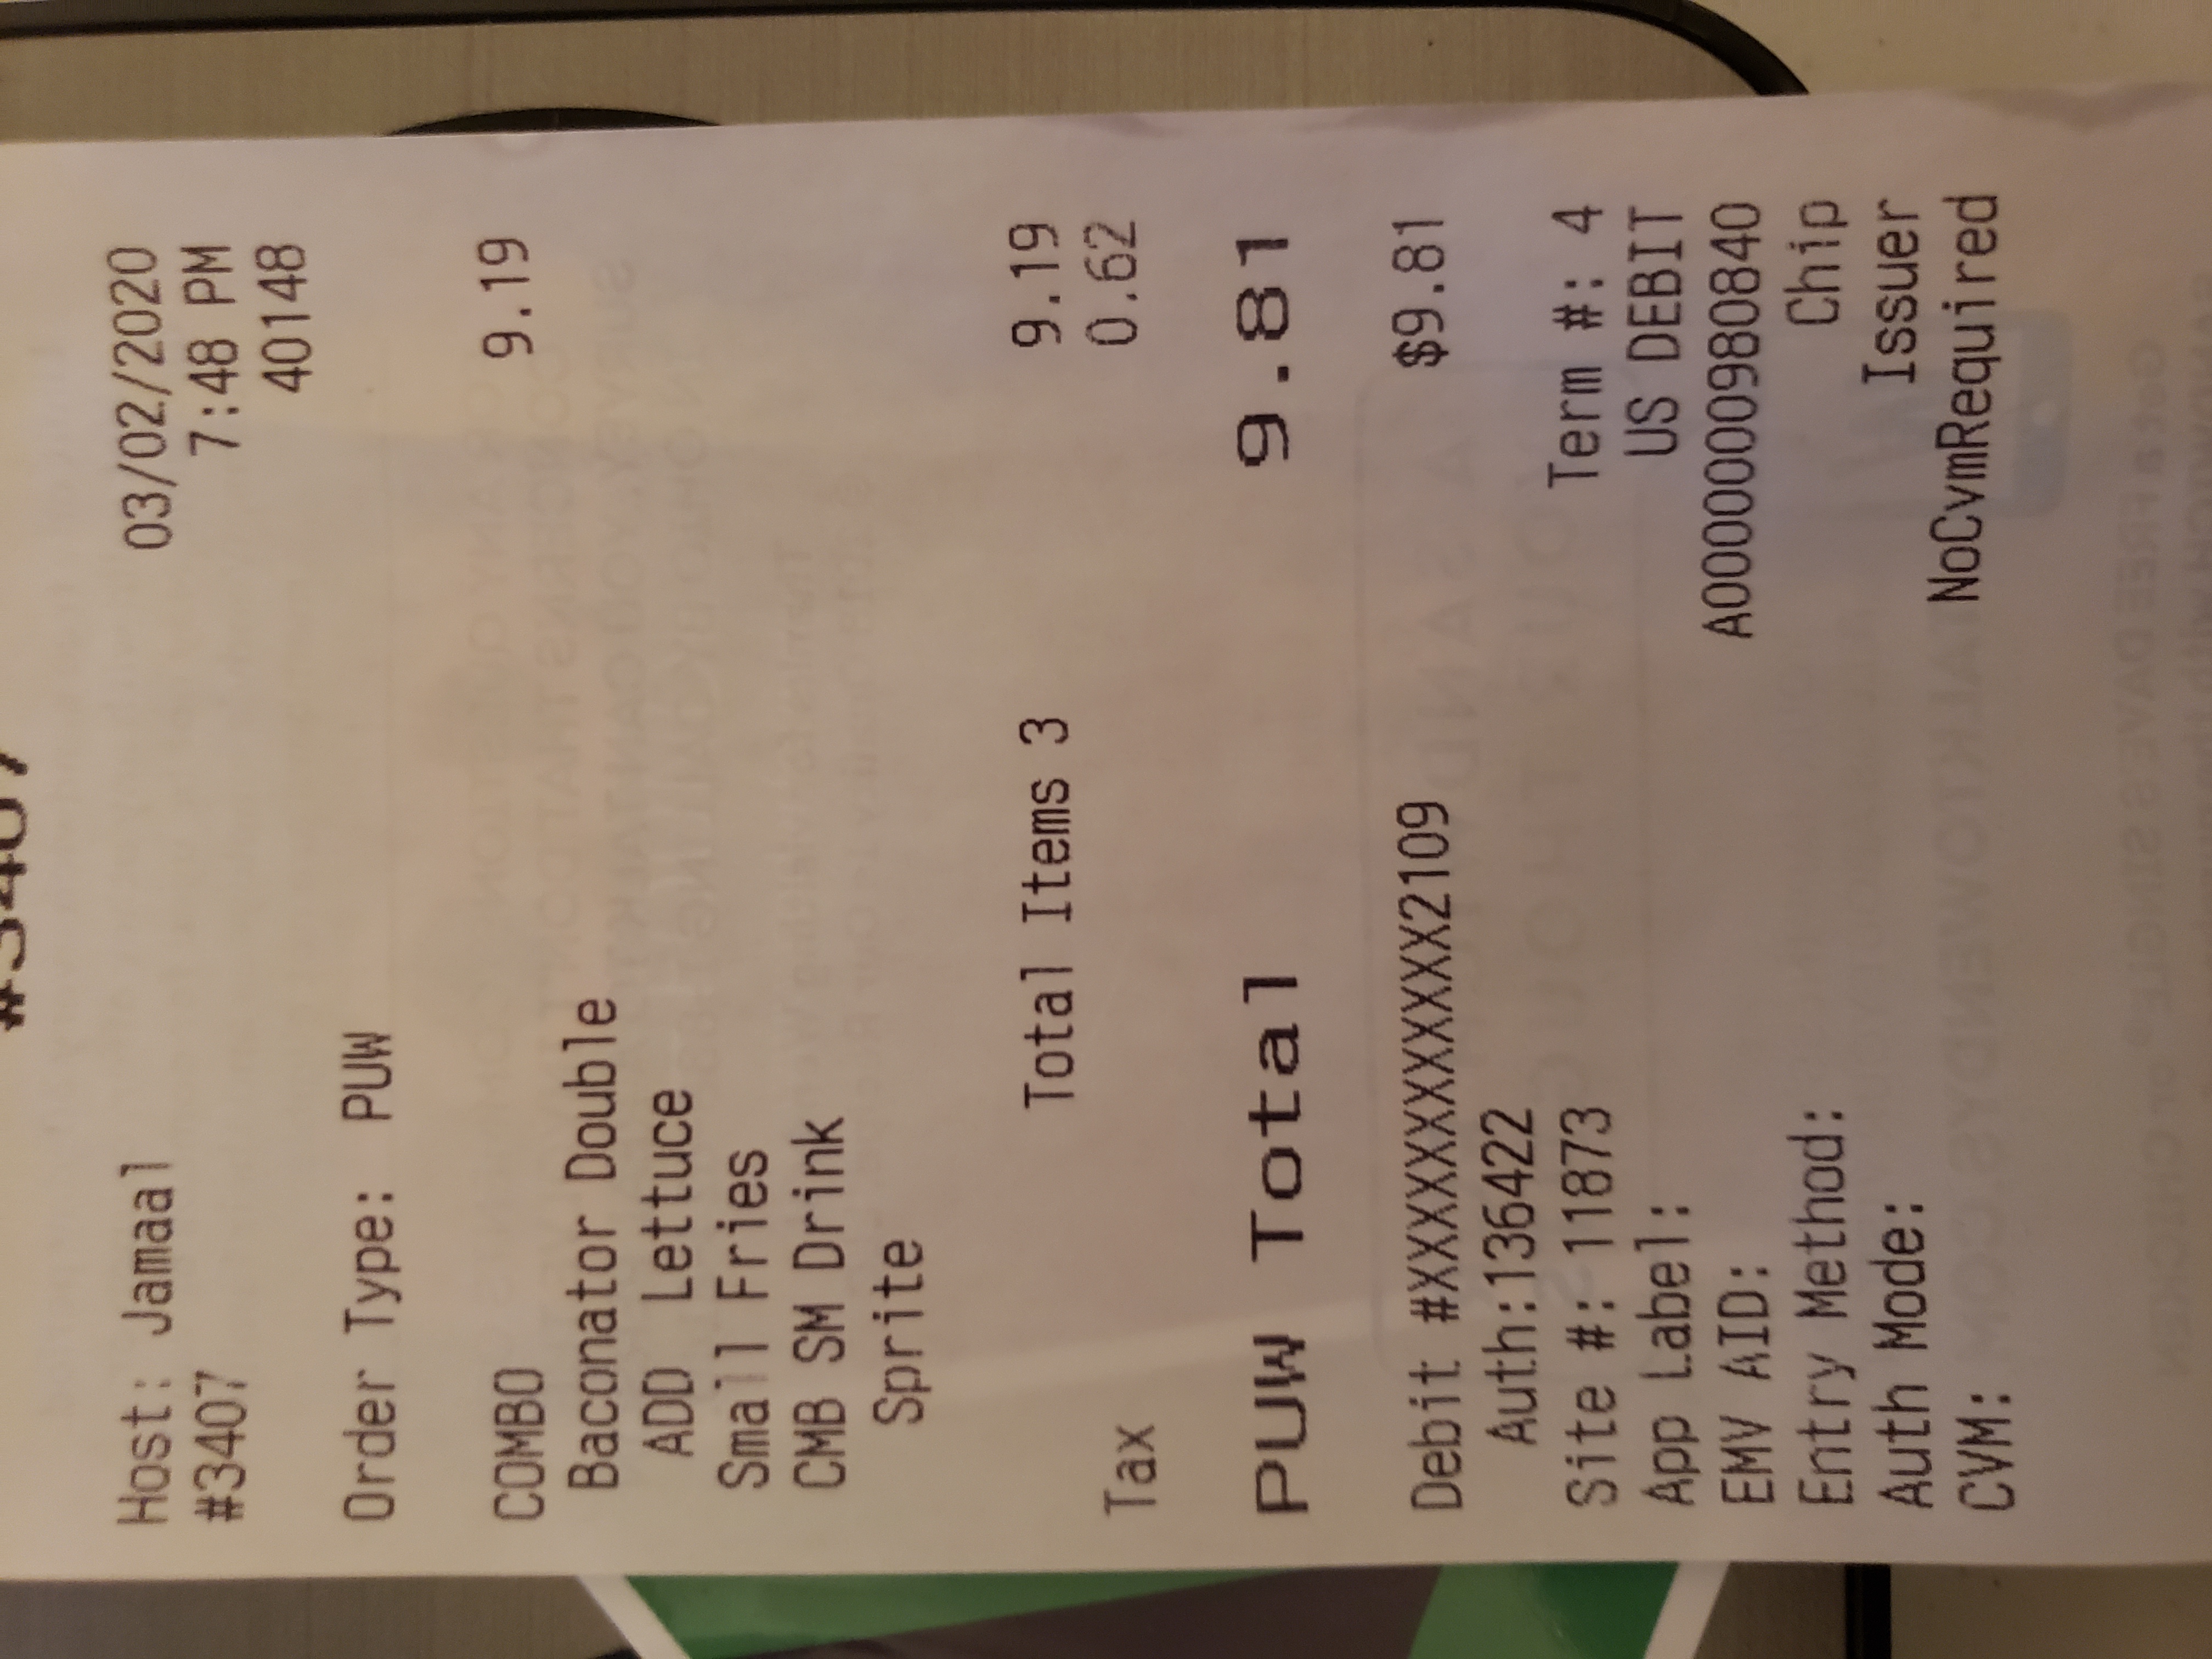 #3407
Host: Jamaal 03/02/2020
#3407 7:48 PM
40148
Order Type: PUW
COMBO 9.19
Baconator Double
ADD Lettuce
Small Fries
CMB SM Drink
Sprite
Total Items 3 9.19
Tax 0.62
PUW Total 9.81
Debit #XXXXXXXXXXXX2109 $9.81
Auth:136422
Site #: 11873 Term #: 4
App Label: US DEBIT
EMV AID: A0000000980840
Entry Method: Chip
Auth Mode: Issuer
CVM: NoCvmRequired